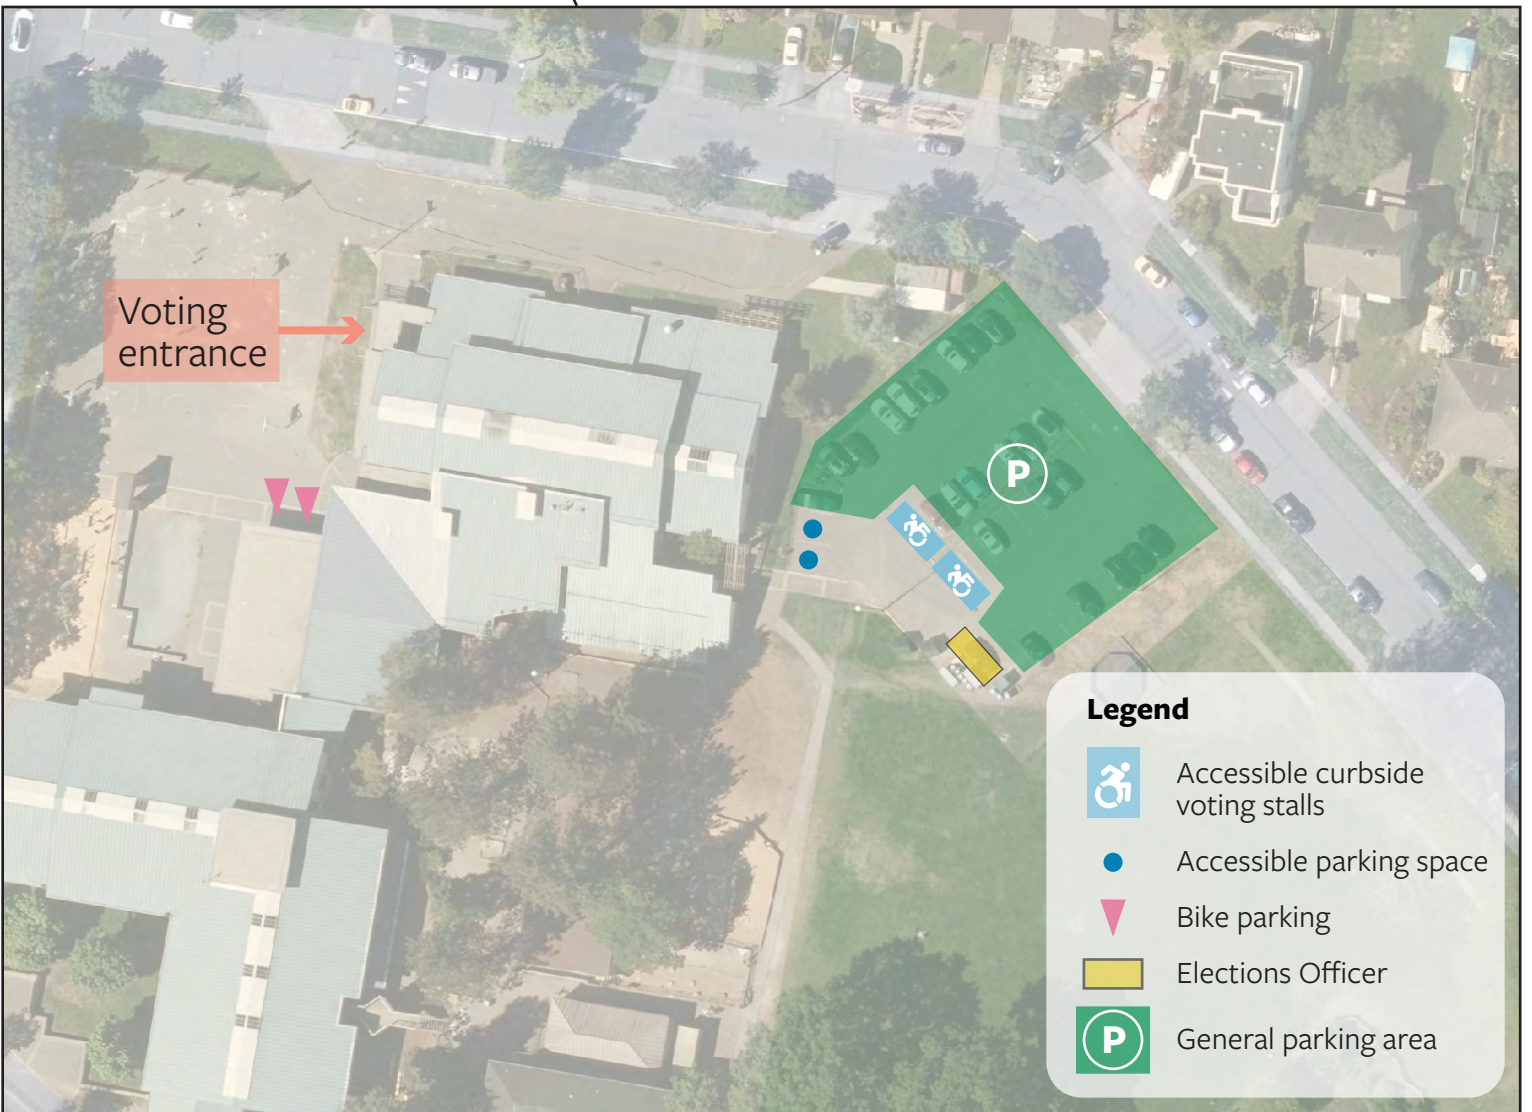 Voting
entrance
P
Legend
Accessible curbside
voting stalls
Accessible parking space
Bike parking
Elections Officer
P
General parking area